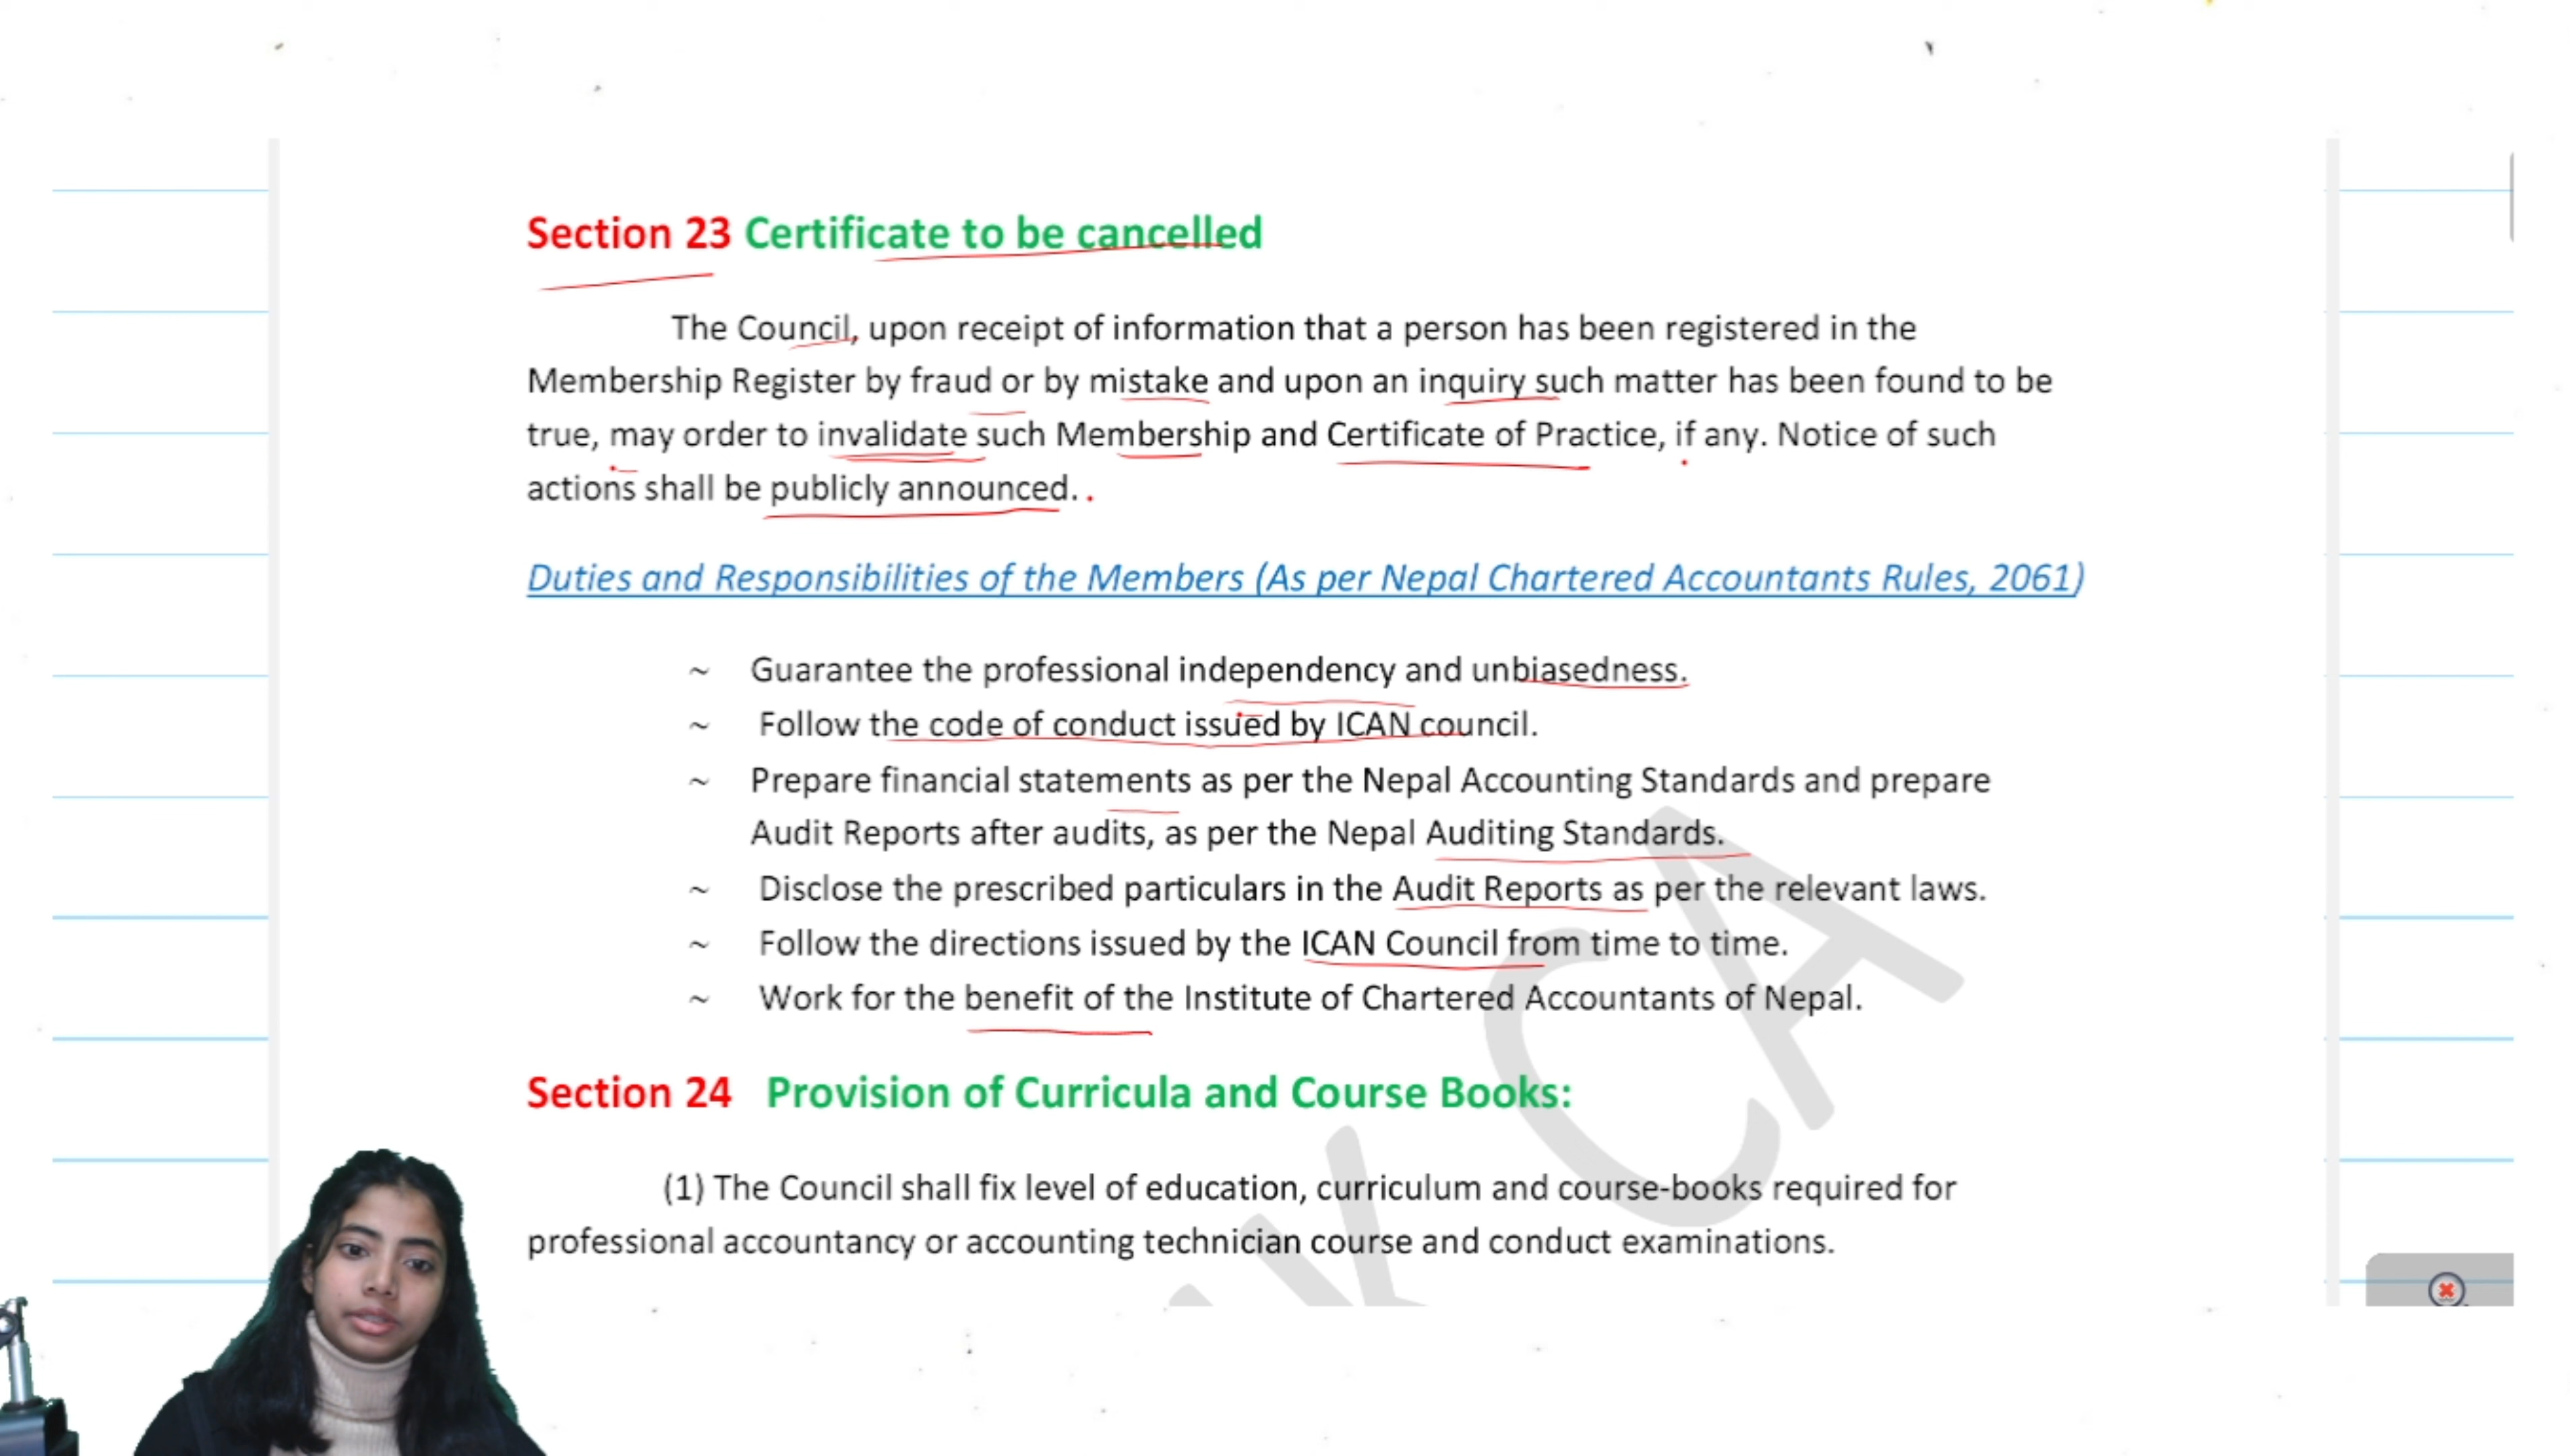 Section 23 Certificate to be cancelled
The Council, upon receipt of information that a person has been registered in the
Membership Register by fraud or by mistake and upon an inquiry such matter has been found to be
true, may order to invalidate such Membership and Certificate of Practice, if any. Notice of such
actions shall be publicly announced. .
Duties and Responsibilities of the Members (As per Nepal Chartered Accountants Rules, 2061)
~ Guarantee the professional independency and unbiasedness.
~ Follow the code of conduct issued by ICAN council.
~ Prepare financial statements as per the Nepal Accounting Standards and prepare
Audit Reports after audits, as per the Nepal Auditing Standards.
~ Disclose the prescribed particulars in the Audit Reports as per the relevant laws.
~ Follow the directions issued by the ICAN Council from time to time.
~ Work for the benefit of the Institute of Chartered Accountants of Nepal.
Section 24 Provision of Curricula and Course Books:
(1) The Council shall fix level of education, curriculum and course-books required for
professional accountancy or accounting technician course and conduct examinations.
CA